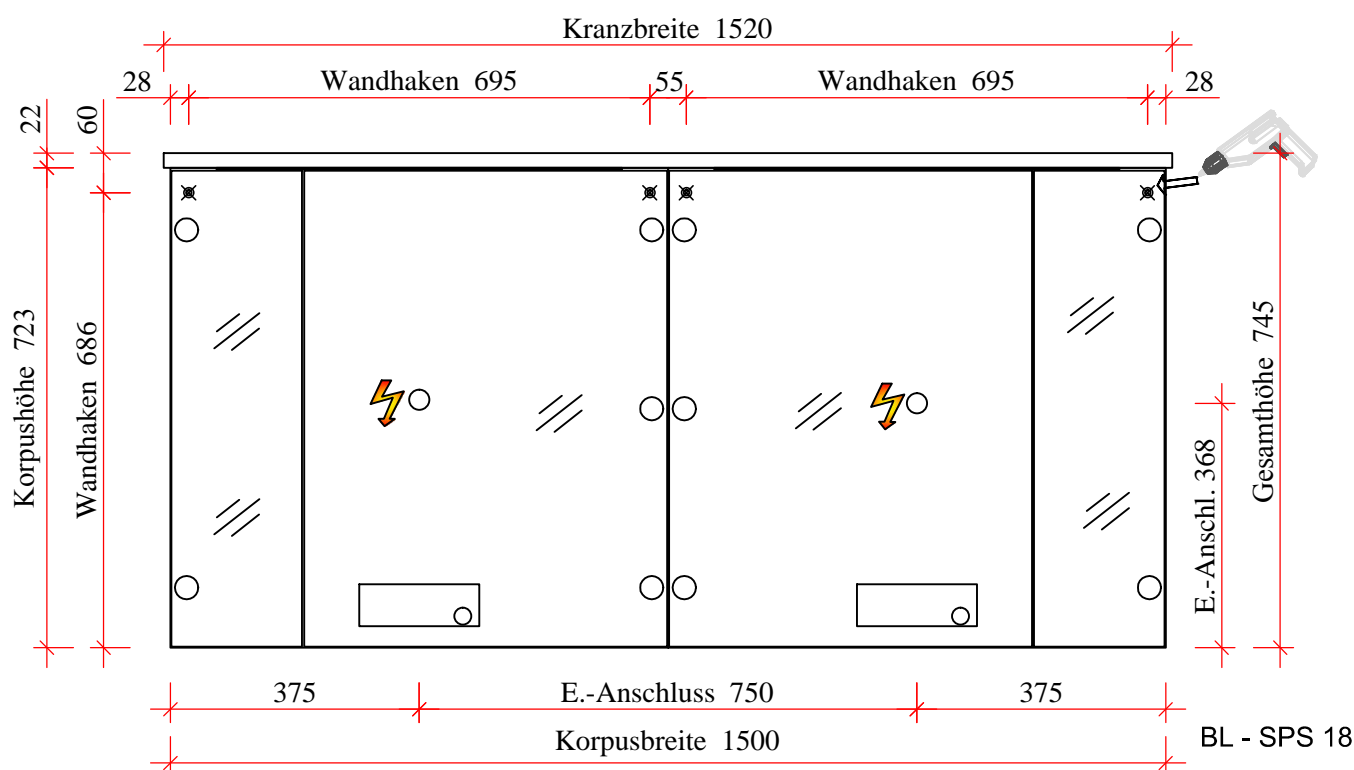 Kranzbreite 1520
28 Wandhaken 695 55 Wandhaken 695 28
22
60
Korpushöhe 723
Wandhaken 686
E.-Anschl. 368
Gesamthöhe 745
375 E.-Anschluss 750 375
Korpusbreite 1500
BL - SPS 18